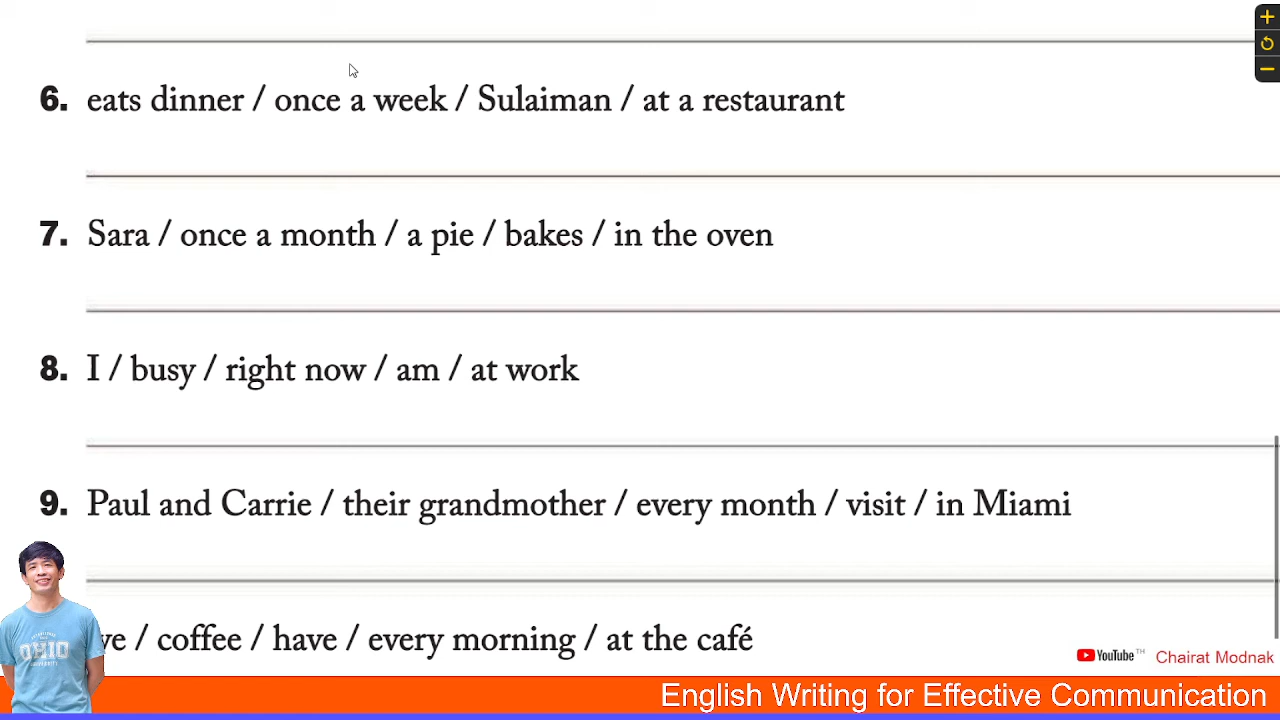 6. eats dinner / once a week / Sulaiman / at a restaurant
7. Sara / once a month / a pie / bakes / in the oven
8. I / busy / right now / am / at work
9. Paul and Carrie / their grandmother / every month / visit / in Miami
/ coffee / have / every morning / at the café
OHIO
YouTube TH Chairat Modnak
English Writing for Effective Communication